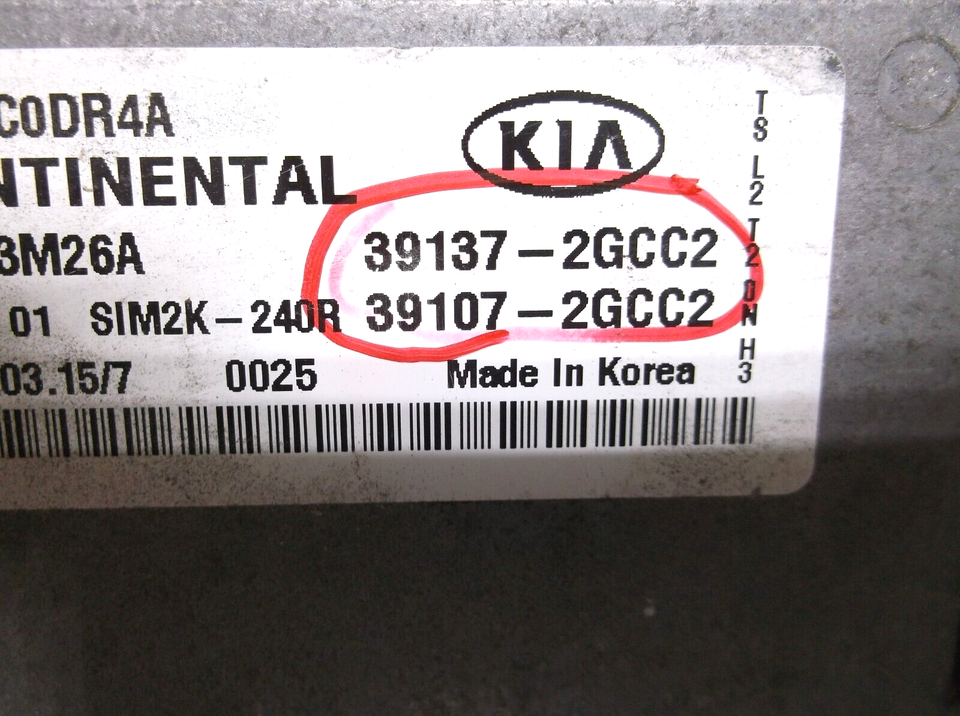 C0DR4A
KIA
NTINENTAL
3M26A
39137-2GCC2
01 SIM2K-240R 39107-2GCC2
03.15/7 0025 Made In Korea
TS L2 T2 0N H3